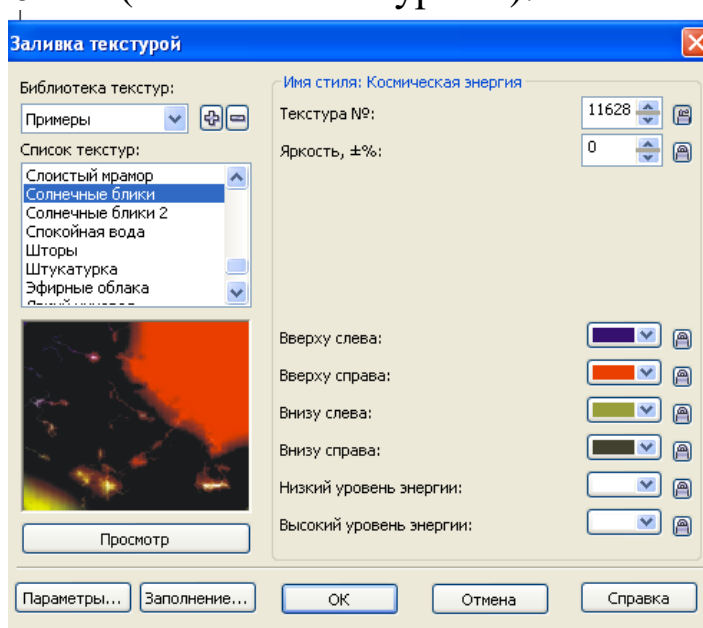 Заливка текстурой
Библиотека текстур:
Примеры
Список текстур:
Слоистый мрамор
Солнечные блики
Солнечные блики 2
Спокойная вода
Шторы
Штукатурка
Эфирные облака
Просмотр
Имя стиля: Космическая энергия
Текстура №: 11628
Яркость, ±%: 0
Вверху слева:
Вверху справа:
Внизу слева:
Внизу справа:
Низкий уровень энергии:
Высокий уровень энергии:
Параметры... Заполнение... ОК Отмена Справка